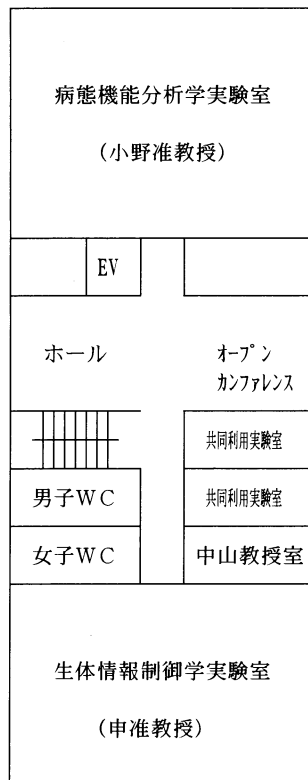 病態機能分析学実験室
(小野准教授)
EV
ホール
オープン
カンファレンス
共同利用実験室
男子WC
共同利用実験室
女子WC
中山教授室
生体情報制御学実験室
(申准教授)